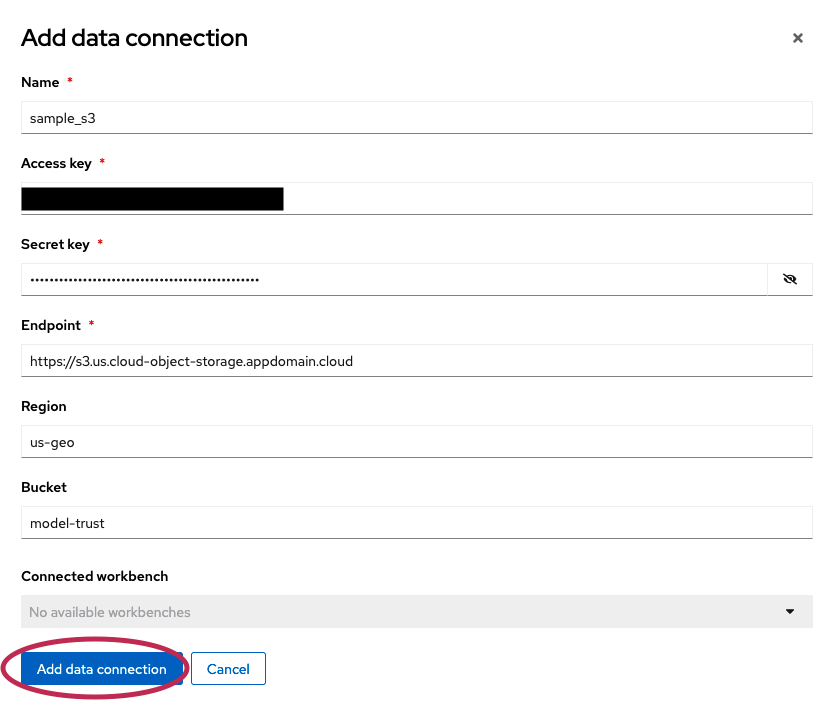 Add data connection
Name *
sample_s3
Access key *
Secret key *
••••••••••••••••••••••••••••••••••••••••••••••••
Endpoint *
https://s3.us.cloud-object-storage.appdomain.cloud
Region
us-geo
Bucket
model-trust
Connected workbench
No available workbenches
Add data connection Cancel